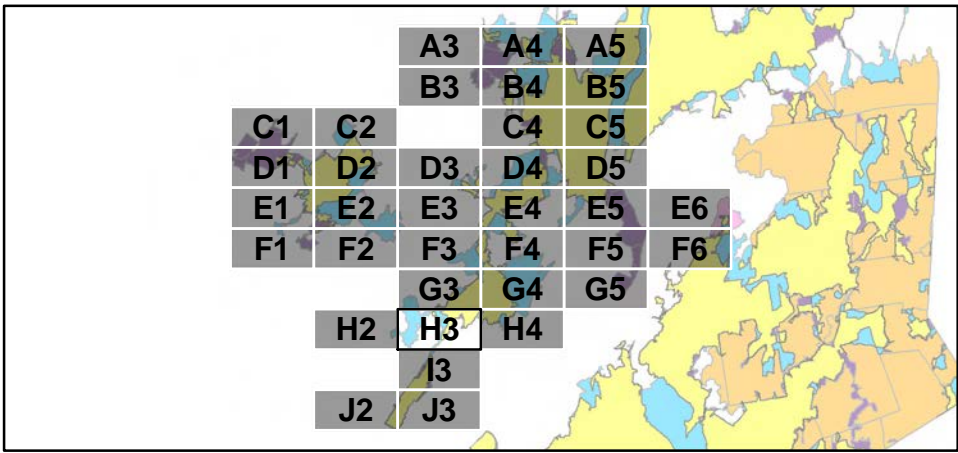 A3 A4 A5
B3 B4 B5
C1 C2 C4 C5
D1 D2 D3 D4 D5
E1 E2 E3 E4 E5 E6
F1 F2 F3 F4 F5 F6
G3 G4 G5
H2 H3 H4
I3
J2 J3